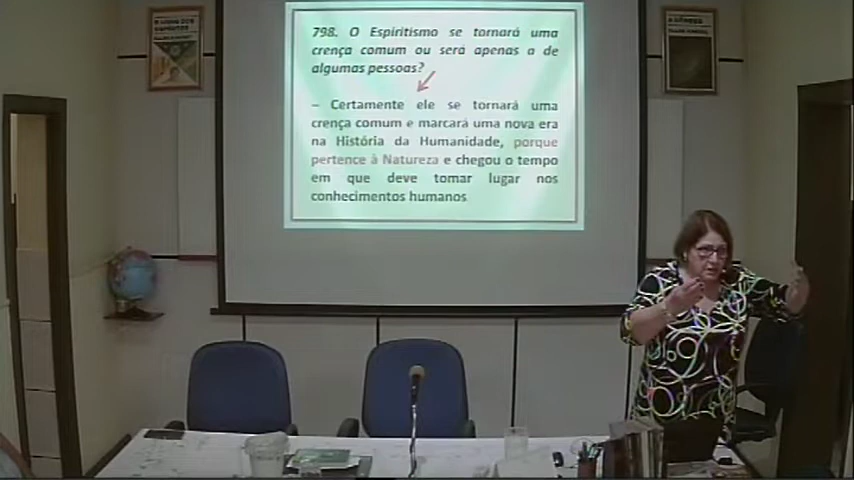 798. O Espiritismo se tornará uma
crença comum ou será apenas a de
algumas pessoas?
– Certamente ele se tornará uma
crença comum e marcará uma nova era
na História da Humanidade, porque
pertence à Natureza e chegou o tempo
em que deve tomar lugar nos
conhecimentos humanos